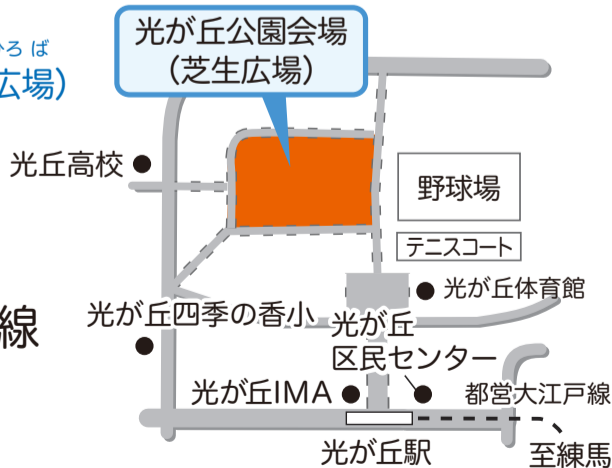 ひろ ば
広場)
光が丘公園会場
(芝生広場)
光丘高校
野球場
テニスコート
光が丘体育館
線
光が丘四季の香小
光が丘
区民センター
光が丘IMA
都営大江戸線
光が丘駅
至練馬